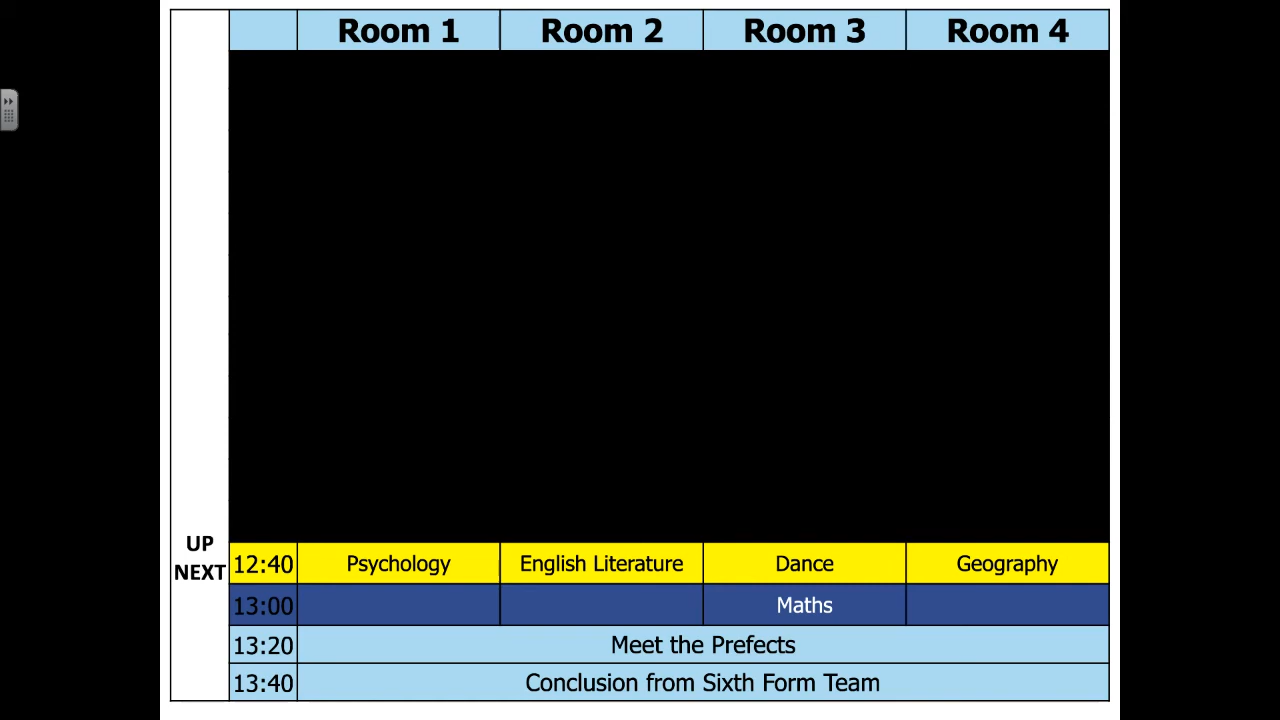 Room 1 Room 2 Room 3 Room 4
UP
NEXT
12:40 Psychology English Literature Dance Geography
13:00 Maths
13:20 Meet the Prefects
13:40 Conclusion from Sixth Form Team